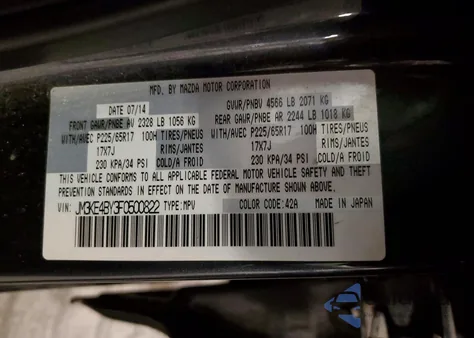 MFD. BY MAZDA MOTOR CORPORATION
DATE 07/14 GVWR/PNBV 4566 LB 2071 KG
FRONT GAWR/PNBE AV 2328 LB 1056 KG REAR GAWR/PNBE AR 2244 LB 1018 KG
WITH/AVEC P225/65R17 100H TIRES/PNEUS WITH/AVEC P225/65R17 100H TIRES/PNEUS
17X7J RIMS/JANTES 17X7J RIMS/JANTES
230 KPA/34 PSI COLD/A FROID 230 KPA/34 PSI COLD/A FROID
THIS VEHICLE CONFORMS TO ALL APPLICABLE FEDERAL MOTOR VEHICLE SAFETY, BUMPER, AND THEFT
PREVENTION STANDARDS IN EFFECT ON THE DATE OF MANUFACTURE SHOWN ABOVE.
VIN: JM3KE4BY3F0500822 TYPE: MPV COLOR CODE: 42A MADE IN JAPAN